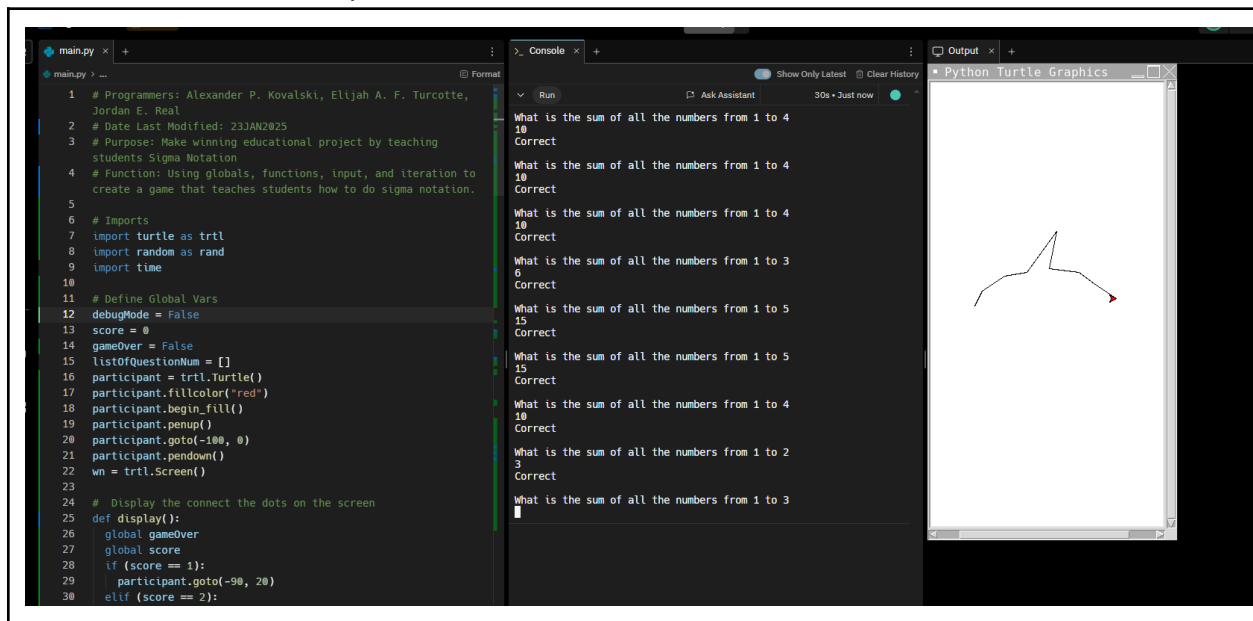 main.py × +
main.py > ...
Format
1 # Programmers: Alexander P. Kovalski, Elijah A. F. Turcotte,
Jordan E. Real
2 # Date Last Modified: 23JAN2025
3 # Purpose: Make winning educational project by teaching
students Sigma Notation
4 # Function: Using globals, functions, input, and iteration to
create a game that teaches students how to do sigma notation.
5
6 # Imports
7 import turtle as trtl
8 import random as rand
9 import time
10
11 # Define Global Vars
12 debugMode = False
13 score = 0
14 gameOver = False
15 listOfQuestionNum = []
16 participant = trtl.Turtle()
17 participant.fillcolor("red")
18 participant.begin_fill()
19 participant.penup()
20 participant.goto(-100, 0)
21 participant.pendown()
22 wn = trtl.Screen()
23
24 # Display the connect the dots on the screen
25 def display():
26 global gameOver
27 global score
28 if (score == 1):
29 participant.goto(-90, 20)
30 elif (score == 2):
>_ Console × +
Show Only Latest Clear History
Run Ask Assistant 30s • Just now
What is the sum of all the numbers from 1 to 4
10
Correct
What is the sum of all the numbers from 1 to 4
10
Correct
What is the sum of all the numbers from 1 to 4
10
Correct
What is the sum of all the numbers from 1 to 3
6
Correct
What is the sum of all the numbers from 1 to 5
15
Correct
What is the sum of all the numbers from 1 to 5
15
Correct
What is the sum of all the numbers from 1 to 4
10
Correct
What is the sum of all the numbers from 1 to 2
3
Correct
What is the sum of all the numbers from 1 to 3
Output × +
Python Turtle Graphics